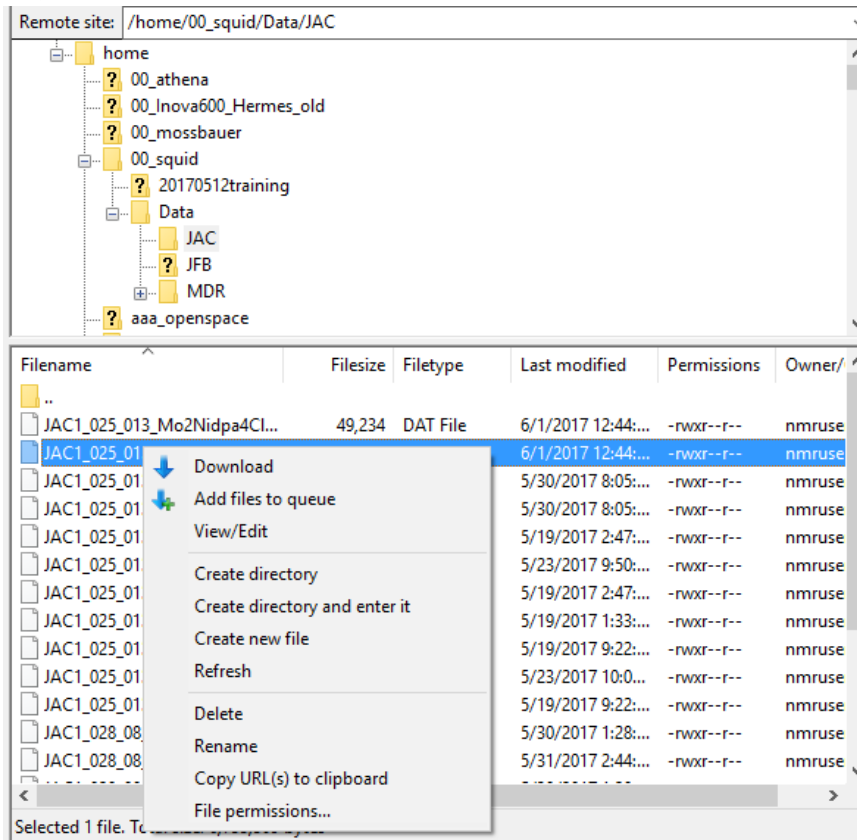 Remote site: /home/00_squid/Data/JAC
home
? 00_athena
? 00_Inova600_Hermes_old
? 00_mossbauer
00_squid
? 20170512training
Data
JAC
? JFB
MDR
? aaa_openspace
Filename Filesize Filetype Last modified Permissions Owner/
..
JAC1_025_013_Mo2Nidpa4Cl... 49,234 DAT File 6/1/2017 12:44:... -rwxr--r-- nmruse
JAC1_025_01 6/1/2017 12:44:... -rwxr--r-- nmruse
Download
JAC1_025_01 5/30/2017 8:05:... -rwxr--r-- nmruse
Add files to queue
JAC1_025_01 5/30/2017 8:05:... -rwxr--r-- nmruse
View/Edit
JAC1_025_01 5/19/2017 2:47:... -rwxr--r-- nmruse
JAC1_025_01 5/23/2017 9:50:... -rwxr--r-- nmruse
Create directory
JAC1_025_01 5/19/2017 2:47:... -rwxr--r-- nmruse
Create directory and enter it
JAC1_025_01 5/19/2017 1:33:... -rwxr--r-- nmruse
Create new file
JAC1_025_01 5/19/2017 9:22:... -rwxr--r-- nmruse
Refresh
JAC1_025_01 5/23/2017 10:0... -rwxr--r-- nmruse
JAC1_025_01 5/19/2017 9:22:... -rwxr--r-- nmruse
Delete
JAC1_028_08 5/30/2017 1:28:... -rwxr--r-- nmruse
Rename
JAC1_028_08 5/31/2017 2:44:... -rwxr--r-- nmruse
Copy URL(s) to clipboard
File permissions...
Selected 1 file.